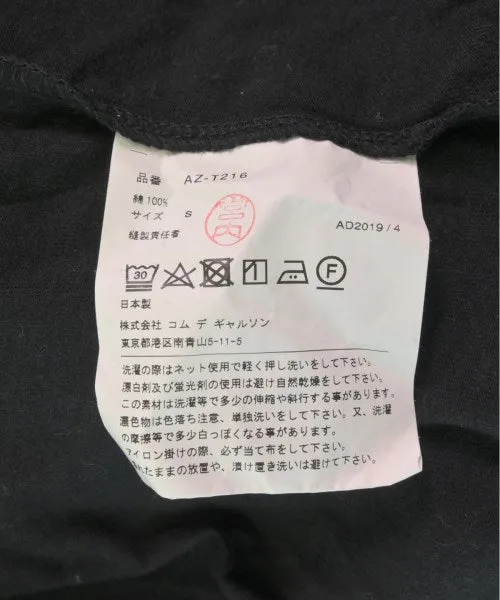 品番 AZ-T216
綿 100%
サイズ S
縫製責任者
宮内
AD2019/4
30
F
日本製
株式会社 コム デ ギャルソン
東京都港区南青山5-11-5
洗濯の際はネット使用で軽く押し洗いをして下さい。
漂白剤及び蛍光剤の使用は避け自然乾燥をして下さい。
この素材は洗濯等で多少の伸縮や斜行する事があります。
濃色物は色落ち注意、単独洗いをして下さい。又、洗濯
の摩擦等で多少白っぽくなる事があります。
アイロン掛けの際、必ず当て布をして下さい。
れたままの放置や、漬け置き洗いは避けて下さい。